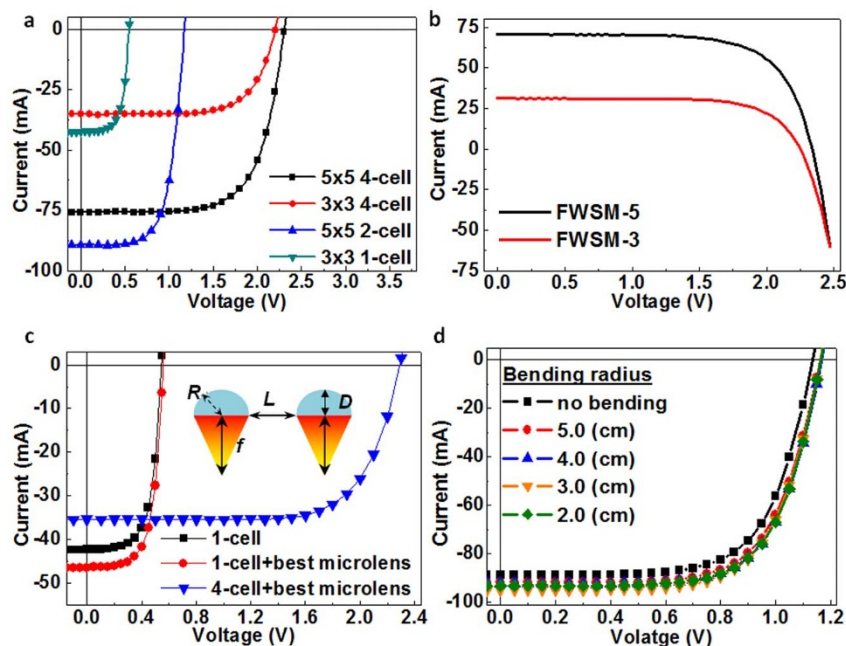 a
Current (mA)
0
-25
-50
-75
-100
0.0 0.5 1.0 1.5 2.0 2.5
Voltage (V)
5x5 4-cell
3x3 4-cell
5x5 2-cell
3x3 1-cell
b
Current (mA)
75
50
25
0
25
50
75
0.0 0.5 1.0 1.5 2.0 2.5
Voltage (V)
FWSM-5
FWSM-3
c
Current (mA)
0
-10
-20
-30
-40
-50
0.0 0.4 0.8 1.2 1.6 2.0 2.4
Voltage (V)
R L D
f
1-cell
1-cell+best microlens
4-cell+best microlens
d
Current (mA)
0
-20
-40
-60
-80
-100
0.0 0.2 0.4 0.6 0.8 1.0 1.2
Volatge (V)
Bending radius
no bending
5.0 (cm)
4.0 (cm)
3.0 (cm)
2.0 (cm)